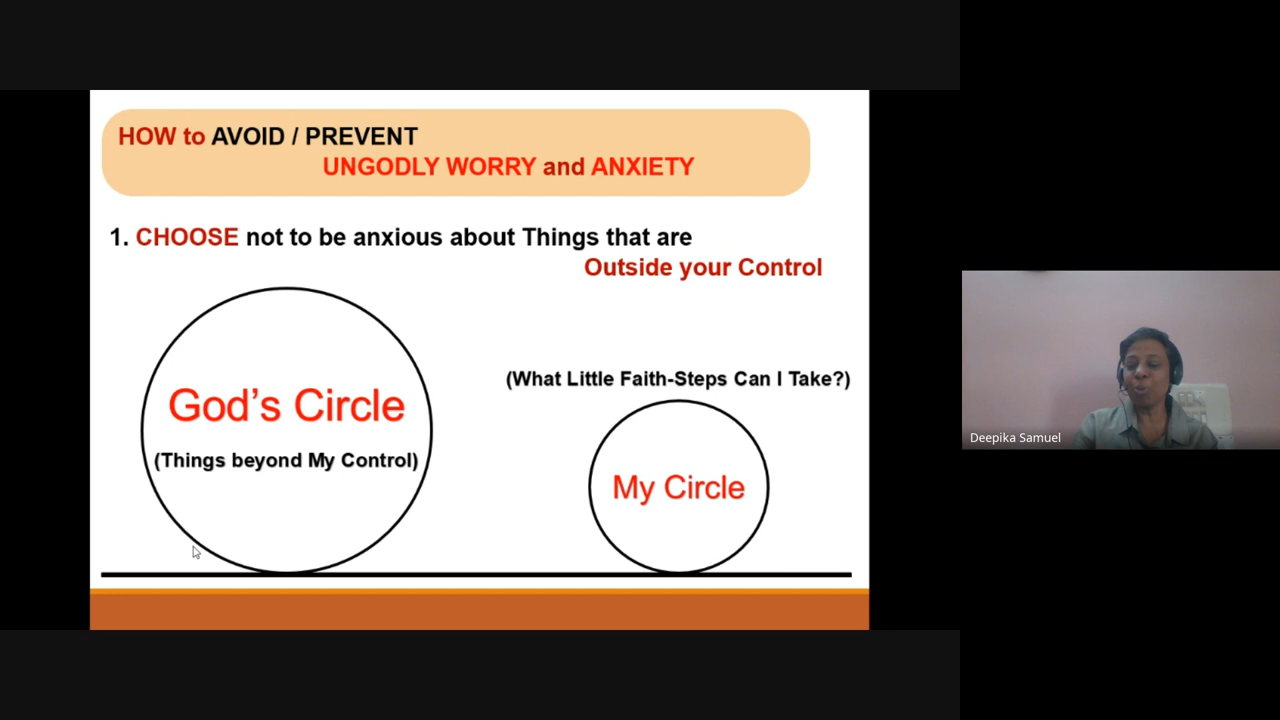 HOW to AVOID / PREVENT
UNGODLY WORRY and ANXIETY
1. CHOOSE not to be anxious about Things that are
Outside your Control
God's Circle
(Things beyond My Control)
(What Little Faith-Steps Can I Take?)
My Circle
Deepika Samuel